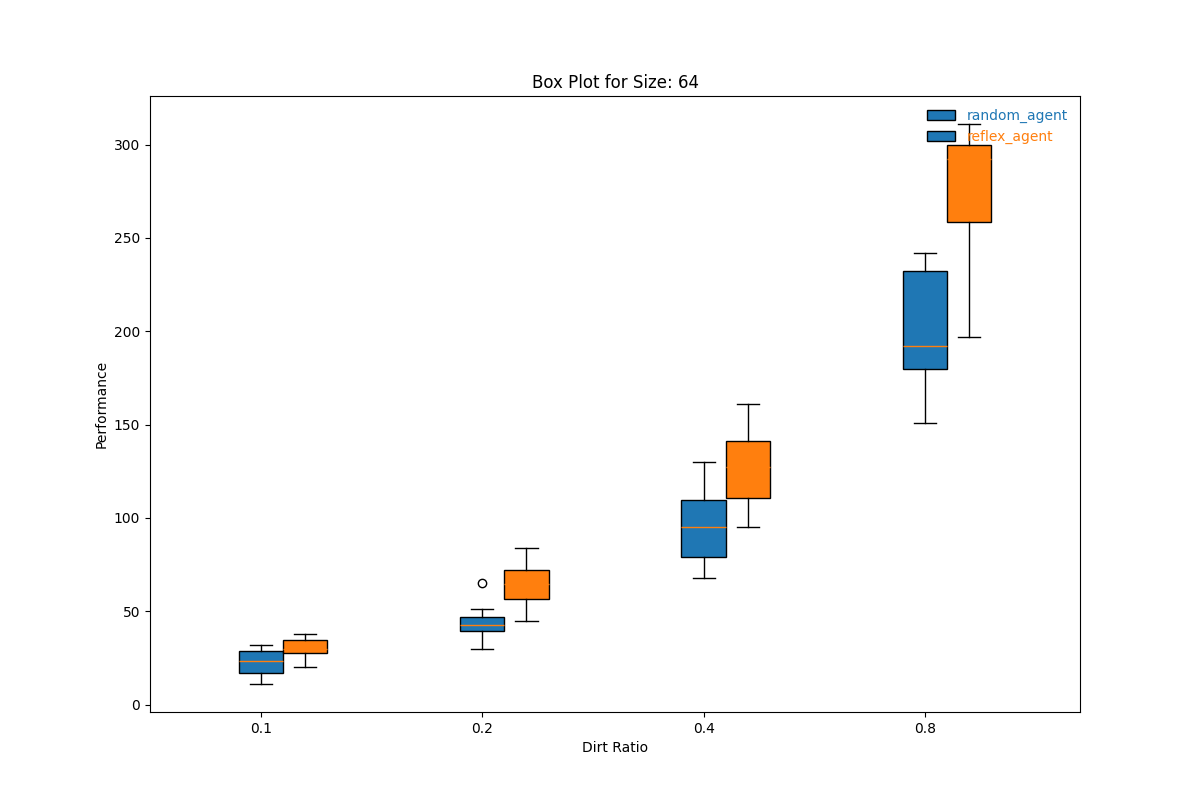 Box Plot for Size: 64
random_agent
reflex_agent
300
250
200
150
100
50
0
Performance
0.1
0.2
0.4
0.8
Dirt Ratio